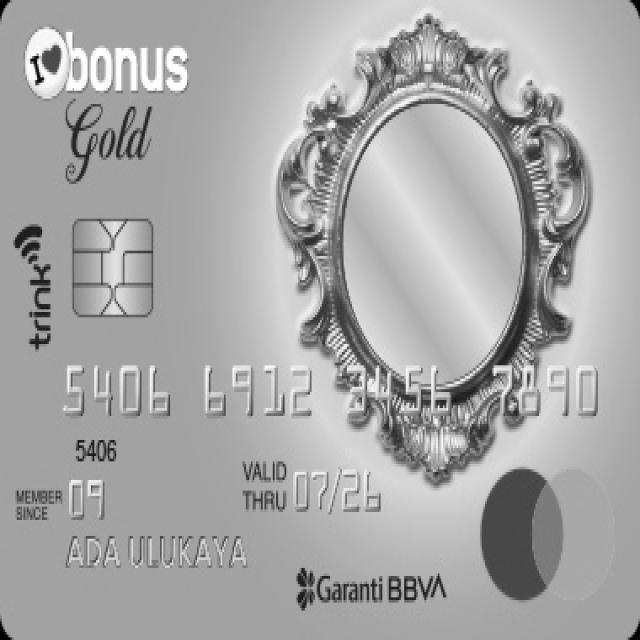 I bonus
Gold
trink
5406 6912 3456 7890
5406
MEMBER SINCE 09
VALID THRU 07/26
ADA ULUKAYA
Garanti BBVA